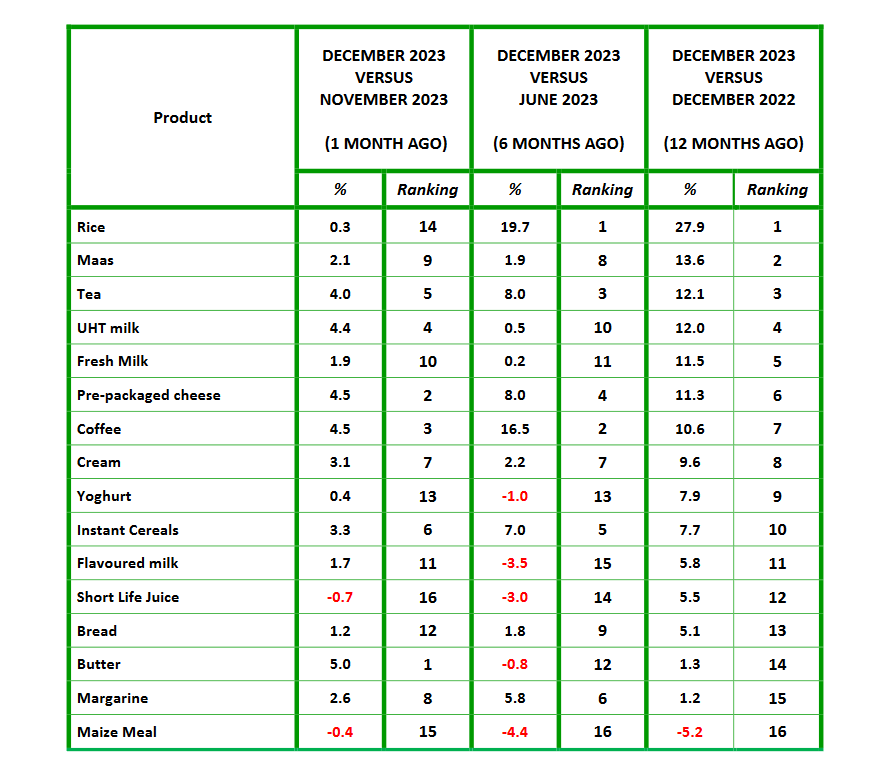 Product
DECEMBER 2023
VERSUS
NOVEMBER 2023
(1 MONTH AGO)
DECEMBER 2023
VERSUS
JUNE 2023
(6 MONTHS AGO)
DECEMBER 2023
VERSUS
DECEMBER 2022
(12 MONTHS AGO)
% Ranking % Ranking % Ranking
Rice 0.3 14 19.7 1 27.9 1
Maas 2.1 9 1.9 8 13.6 2
Tea 4.0 5 8.0 3 12.1 3
UHT milk 4.4 4 0.5 10 12.0 4
Fresh Milk 1.9 10 0.2 11 11.5 5
Pre-packaged cheese 4.5 2 8.0 4 11.3 6
Coffee 4.5 3 16.5 2 10.6 7
Cream 3.1 7 2.2 7 9.6 8
Yoghurt 0.4 13 -1.0 13 7.9 9
Instant Cereals 3.3 6 7.0 5 7.7 10
Flavoured milk 1.7 11 -3.5 15 5.8 11
Short Life Juice -0.7 16 -3.0 14 5.5 12
Bread 1.2 12 1.8 9 5.1 13
Butter 5.0 1 -0.8 12 1.3 14
Margarine 2.6 8 5.8 6 1.2 15
Maize Meal -0.4 15 -4.4 16 -5.2 16